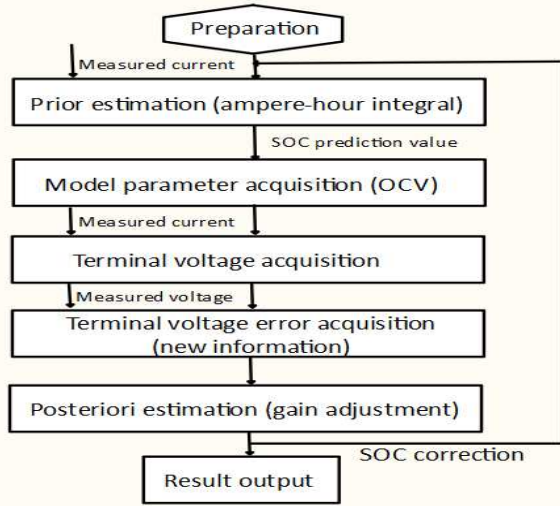 Preparation
Measured current
Prior estimation (ampere-hour integral)
SOC prediction value
Model parameter acquisition (OCV)
Measured current
Terminal voltage acquisition
Measured voltage
Terminal voltage error acquisition
(new information)
Posteriori estimation (gain adjustment)
SOC correction
Result output